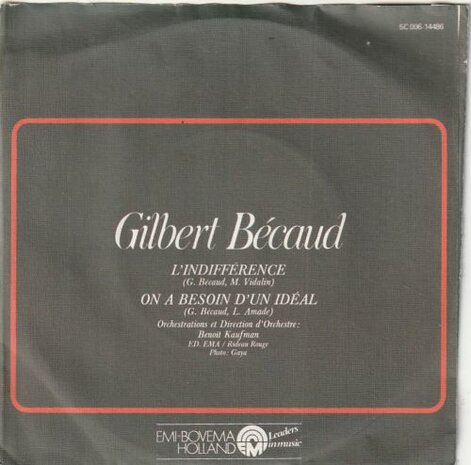 5C 006-14486
Gilbert Bécaud
L'INDIFFÉRENCE
(G. Bécaud, M. Vidalin)
ON A BESOIN D'UN IDÉAL
(G. Bécaud, L. Amade)
Orchestrations et Direction d'Orchestre:
Benoit Kaufman
ED. EMA / Rideau Rouge
Photo: Gaya
EMI-BOVEMA
HOLLAND
Leaders
in music